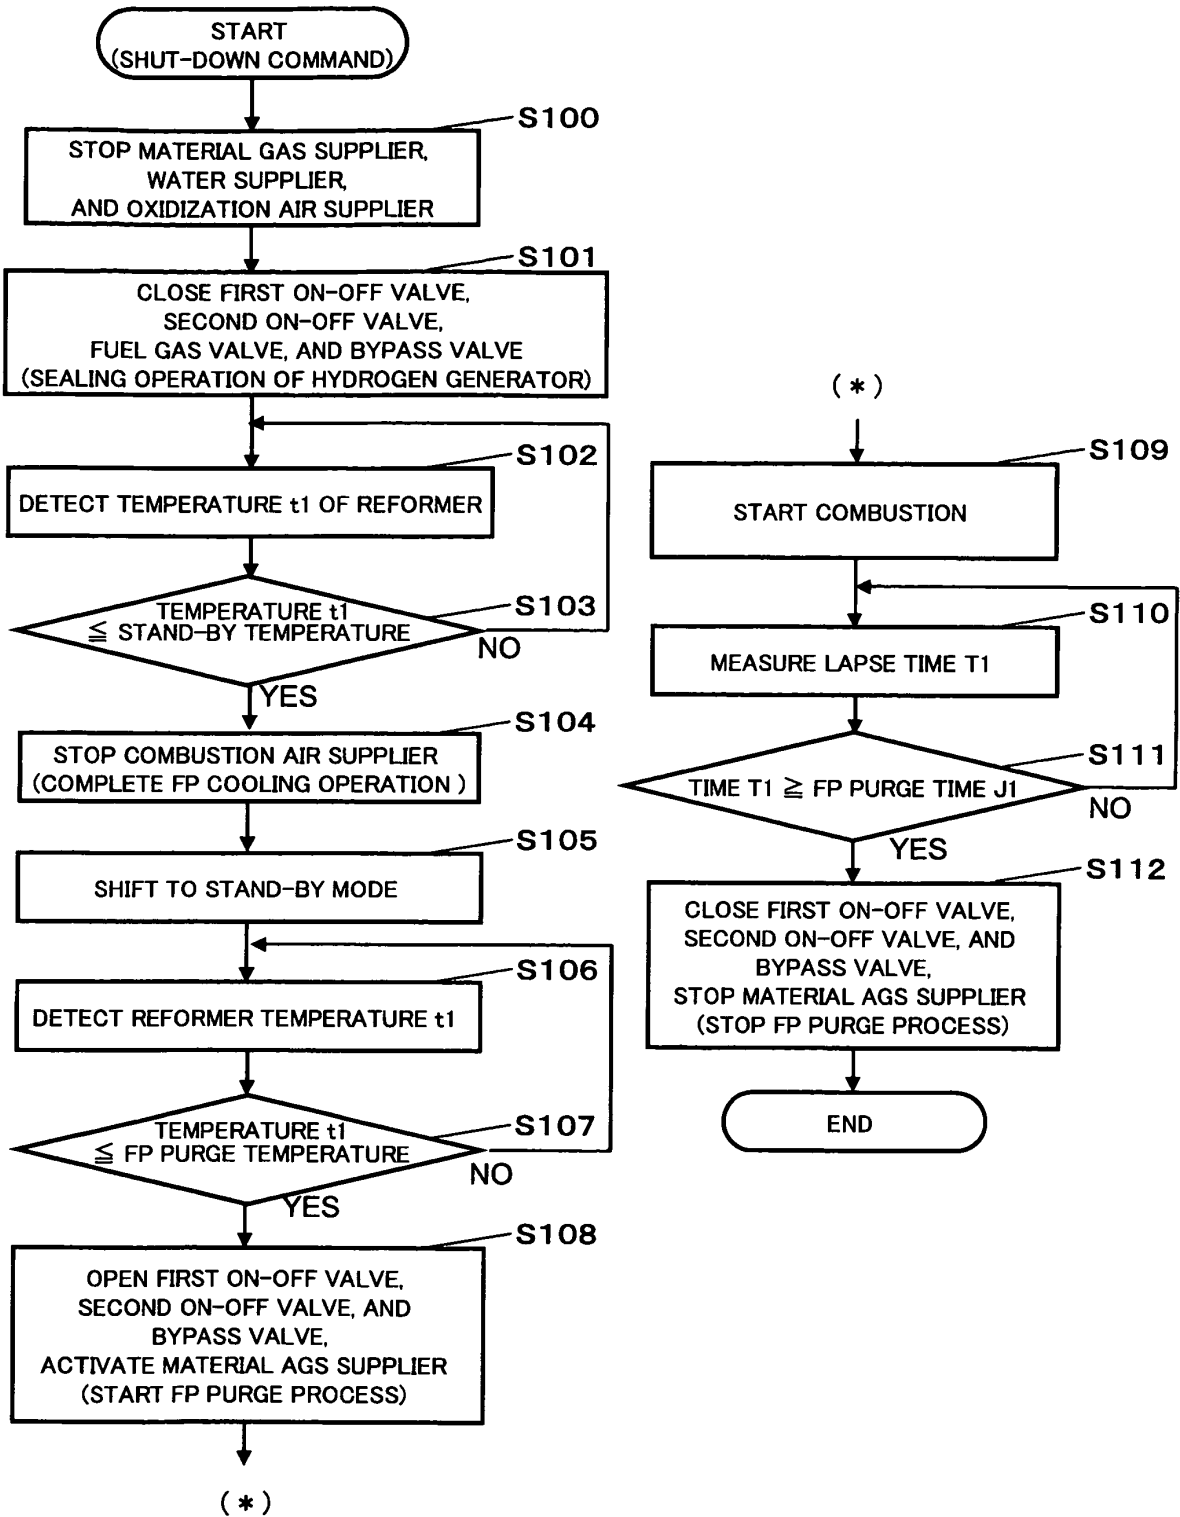 START
(SHUT-DOWN COMMAND)
S100
STOP MATERIAL GAS SUPPLIER,
WATER SUPPLIER,
AND OXIDIZATION AIR SUPPLIER
S101
CLOSE FIRST ON-OFF VALVE,
SECOND ON-OFF VALVE,
FUEL GAS VALVE, AND BYPASS VALVE
(SEALING OPERATION OF HYDROGEN GENERATOR)
S102
DETECT TEMPERATURE t1 OF REFORMER
S103
TEMPERATURE t1
≦ STAND-BY TEMPERATURE
NO
YES
S104
STOP COMBUSTION AIR SUPPLIER
(COMPLETE FP COOLING OPERATION )
S105
SHIFT TO STAND-BY MODE
S106
DETECT REFORMER TEMPERATURE t1
S107
TEMPERATURE t1
≦ FP PURGE TEMPERATURE
NO
YES
S108
OPEN FIRST ON-OFF VALVE,
SECOND ON-OFF VALVE, AND
BYPASS VALVE,
ACTIVATE MATERIAL AGS SUPPLIER
(START FP PURGE PROCESS)
(*)
(*)
S109
START COMBUSTION
S110
MEASURE LAPSE TIME T1
S111
TIME T1 ≧ FP PURGE TIME J1
NO
YES
S112
CLOSE FIRST ON-OFF VALVE,
SECOND ON-OFF VALVE, AND
BYPASS VALVE,
STOP MATERIAL AGS SUPPLIER
(STOP FP PURGE PROCESS)
END